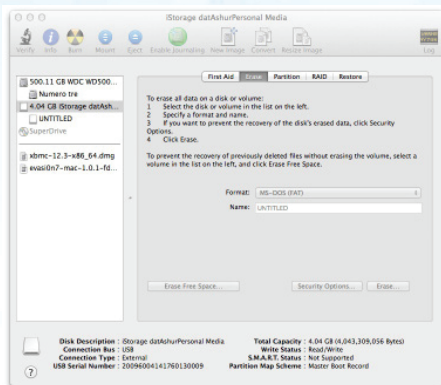 iStorage datAshurPersonal Media
Verify Info Burn Mount Eject Enable Journaling New Image Convert Resize Image Log
500.11 GB WDC WD500...
Numero tre
4.04 GB iStorage datAsh...
UNTITLED
SuperDrive
xbmc-12.3-x86_64.dmg
evasi0n7-mac-1.0.1-fd...
First Aid Erase Partition RAID Restore
To erase all data on a disk or volume:
1 Select the disk or volume in the list on the left.
2 Specify a format and name.
3 If you want to prevent the recovery of the disk's erased data, click Security
Options.
4 Click Erase.
To prevent the recovery of previously deleted files without erasing the volume, select a
volume in the list on the left, and click Erase Free Space.
Format: MS-DOS (FAT)
Name: UNTITLED
Erase Free Space... Security Options... Erase...
Disk Description : iStorage datAshurPersonal Media
Connection Bus : USB
Connection Type : External
USB Serial Number : 20096004141760130009
Total Capacity : 4.04 GB (4,043,309,056 Bytes)
Write Status : Read/Write
S.M.A.R.T. Status : Not Supported
Partition Map Scheme : Master Boot Record